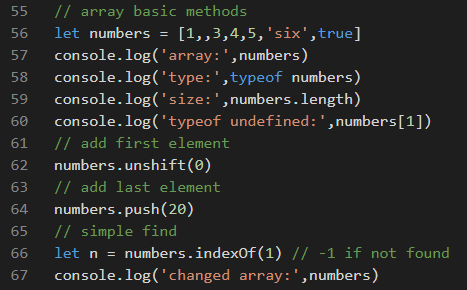 55 // array basic methods
56 let numbers = [1,,3,4,5,'six',true]
57 console.log('array:',numbers)
58 console.log('type:',typeof numbers)
59 console.log('size:',numbers.length)
60 console.log('typeof undefined:',numbers[1])
61 // add first element
62 numbers.unshift(0)
63 // add last element
64 numbers.push(20)
65 // simple find
66 let n = numbers.indexOf(1) // -1 if not found
67 console.log('changed array:',numbers)